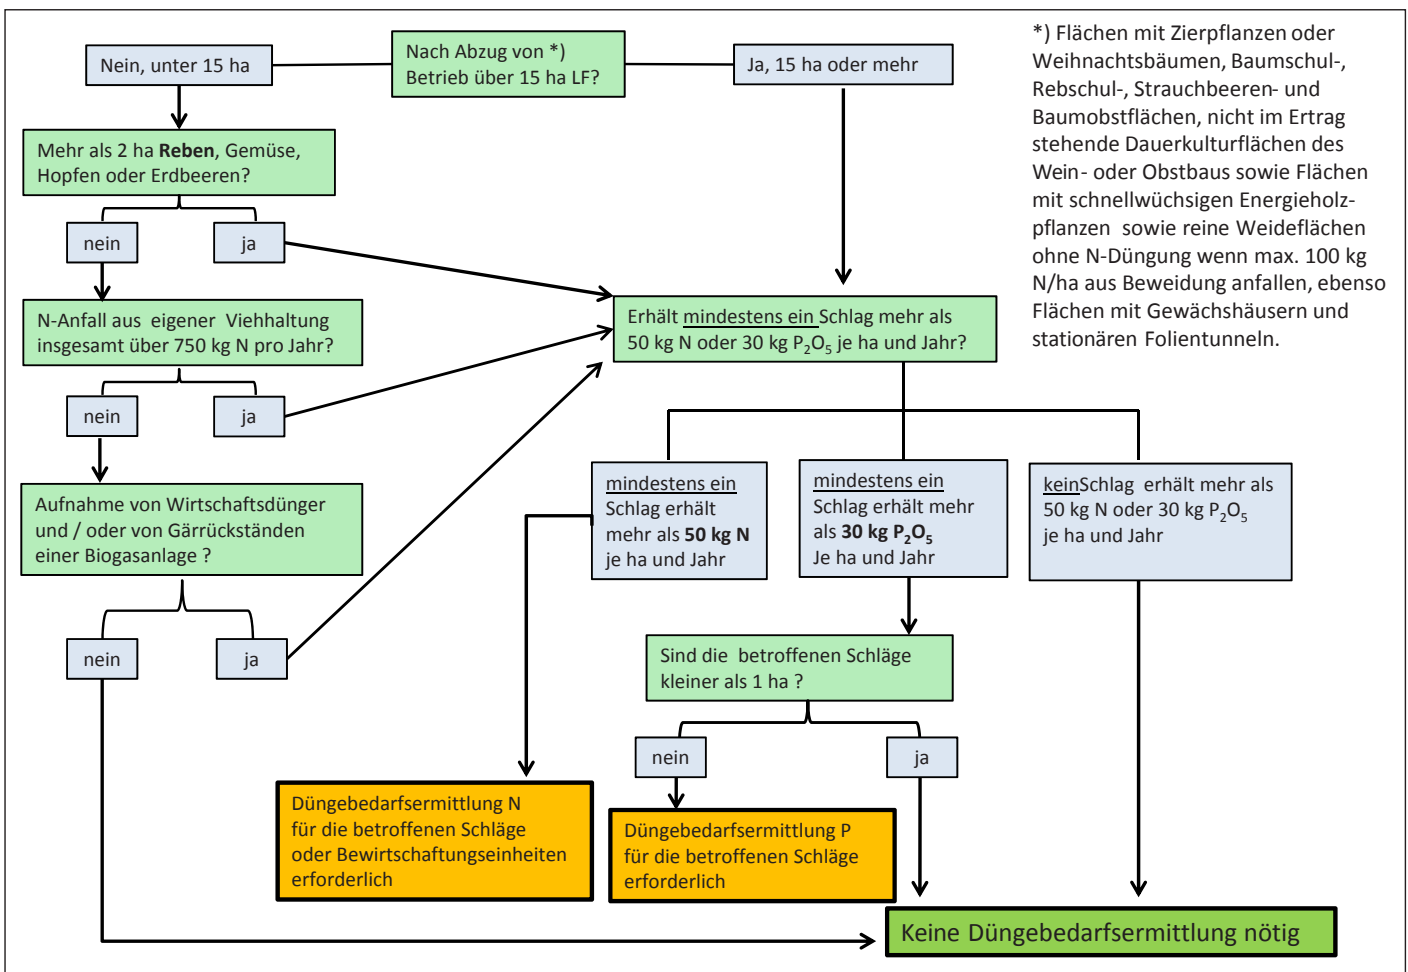 Nein, unter 15 ha
Nach Abzug von *)
Betrieb über 15 ha LF?
Ja, 15 ha oder mehr
*) Flächen mit Zierpflanzen oder
Weihnachtsbäumen, Baumschul-,
Rebschul-, Strauchbeeren- und
Baumobstflächen, nicht im Ertrag
stehende Dauerkulturflächen des
Wein- oder Obstbaus sowie Flächen
mit schnellwüchsigen Energieholz-
pflanzen sowie reine Weideflächen
ohne N-Düngung wenn max. 100 kg
N/ha aus Beweidung anfallen, ebenso
Flächen mit Gewächshäusern und
stationären Folientunneln.
Mehr als 2 ha Reben, Gemüse,
Hopfen oder Erdbeeren?
nein
ja
N-Anfall aus eigener Viehhaltung
insgesamt über 750 kg N pro Jahr?
nein
ja
Aufnahme von Wirtschaftsdünger
und / oder von Gärrückständen
einer Biogasanlage ?
nein
ja
Erhält mindestens ein Schlag mehr als
50 kg N oder 30 kg P₂O₅ je ha und Jahr?
mindestens ein
Schlag erhält
mehr als 50 kg N
je ha und Jahr
mindestens ein
Schlag erhält mehr
als 30 kg P₂O₅
Je ha und Jahr
keinSchlag erhält mehr als
50 kg N oder 30 kg P₂O₅
je ha und Jahr
Sind die betroffenen Schläge
kleiner als 1 ha ?
nein
ja
Düngebedarfsermittlung N
für die betroffenen Schläge
oder Bewirtschaftungseinheiten
erforderlich
Düngebedarfsermittlung P
für die betroffenen Schläge
erforderlich
Keine Düngebedarfsermittlung nötig